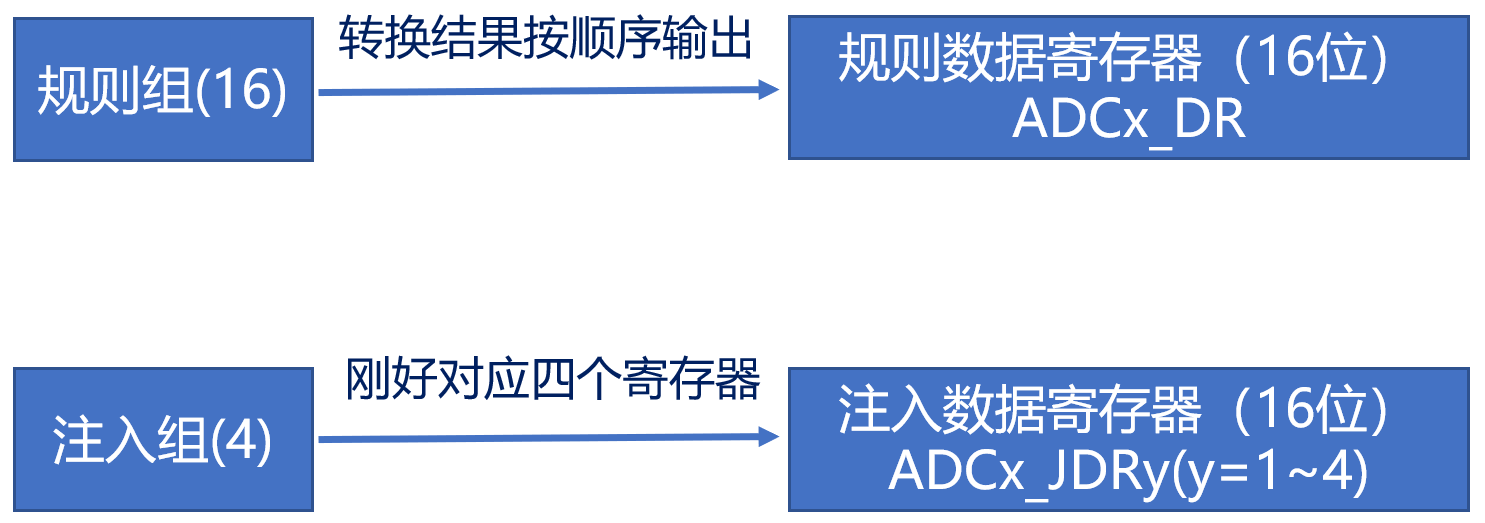 规则组(16)
转换结果按顺序输出
规则数据寄存器（16位）
ADCx_DR
注入组(4)
刚好对应四个寄存器
注入数据寄存器（16位）
ADCx_JDRy(y=1~4)